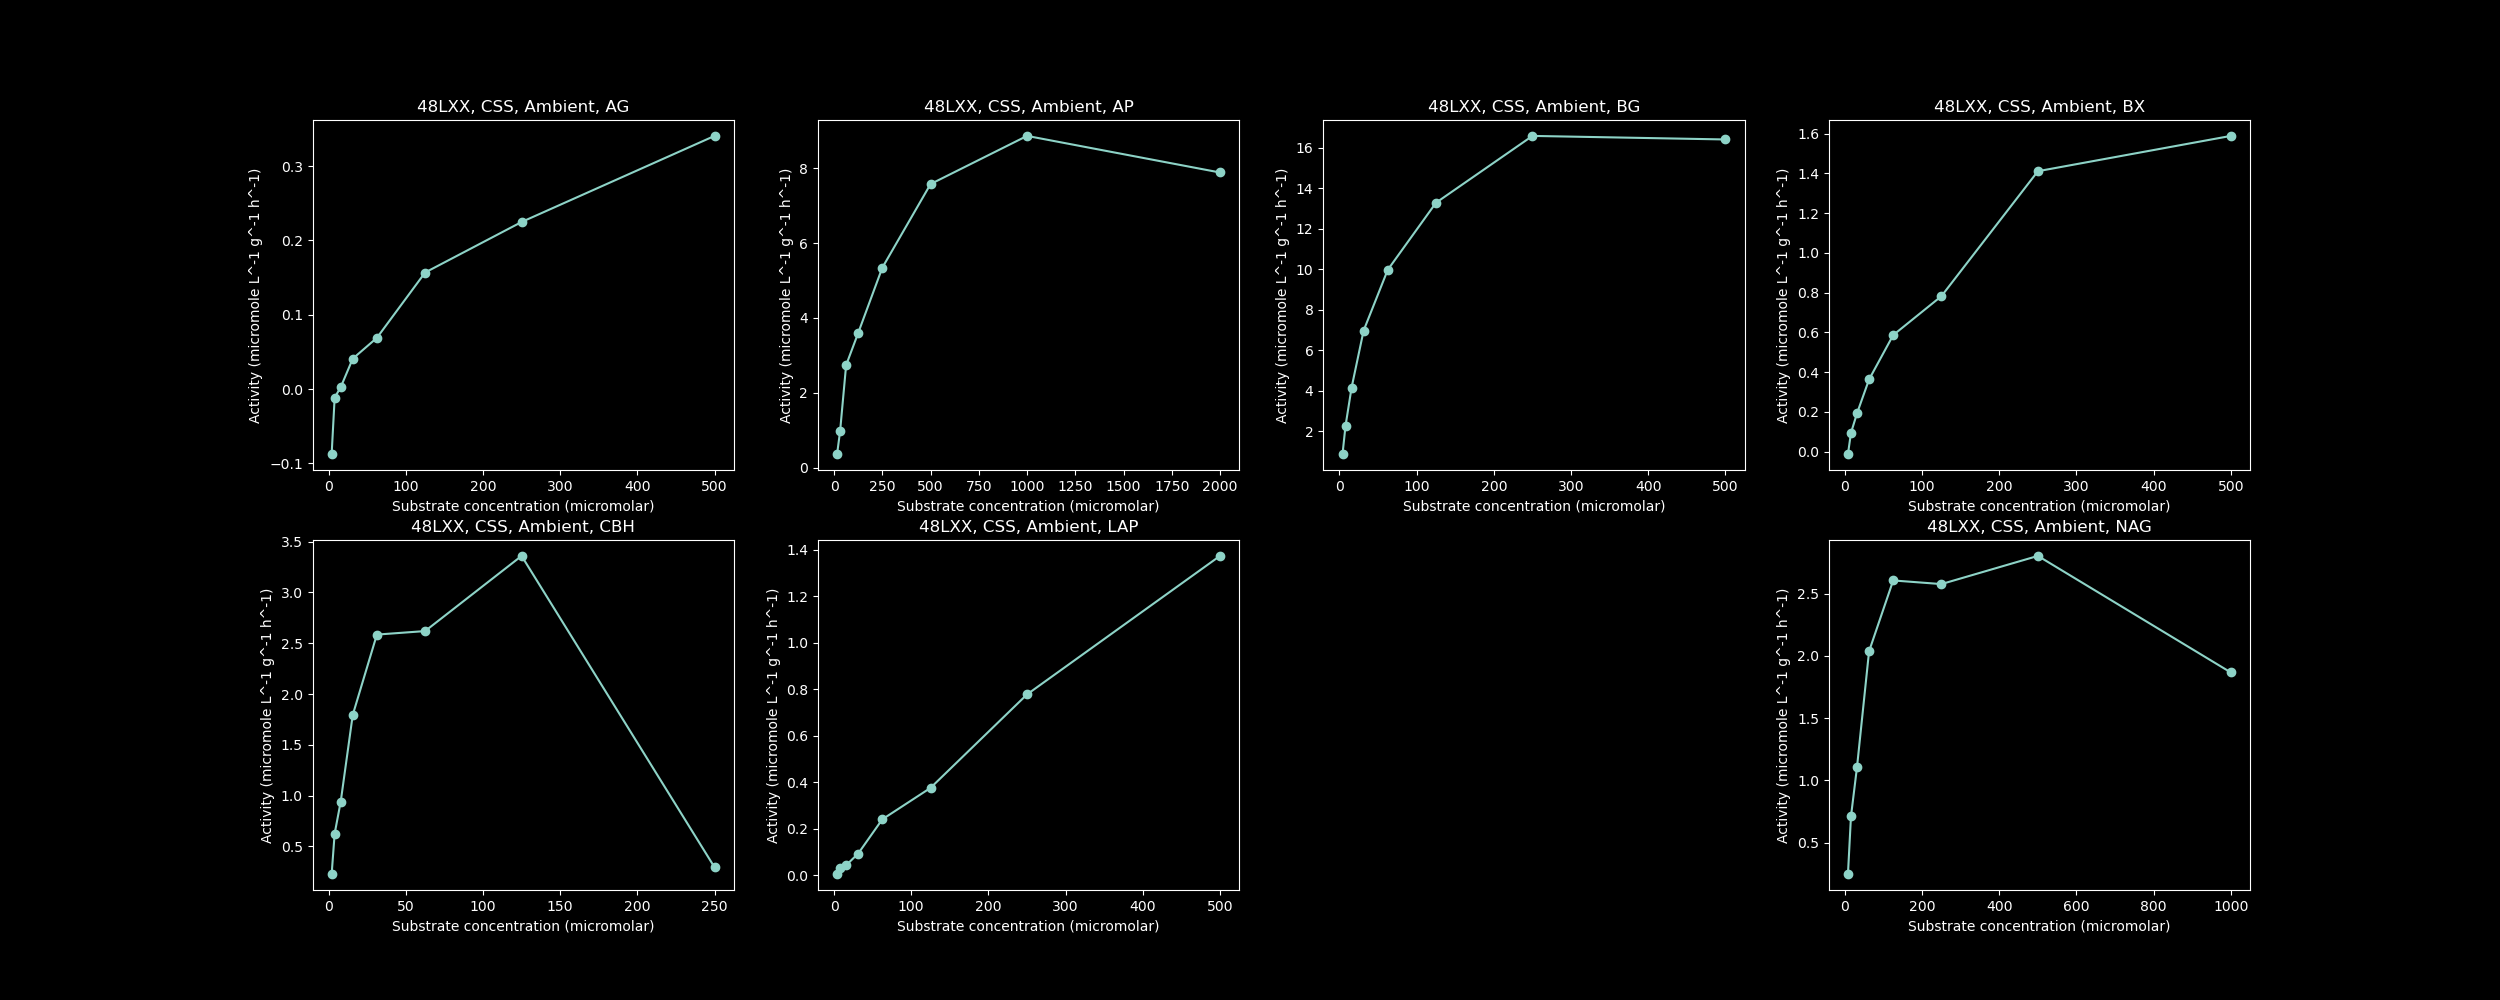 48LXX, CSS, Ambient, AG
Activity (micromole L^-1 g^-1 h^-1)
0.3
0.2
0.1
0.0
−0.1
0 100 200 300 400 500
Substrate concentration (micromolar)
48LXX, CSS, Ambient, AP
Activity (micromole L^-1 g^-1 h^-1)
8
6
4
2
0
0 250 500 750 1000 1250 1500 1750 2000
Substrate concentration (micromolar)
48LXX, CSS, Ambient, BG
Activity (micromole L^-1 g^-1 h^-1)
16
14
12
10
8
6
4
2
0 100 200 300 400 500
Substrate concentration (micromolar)
48LXX, CSS, Ambient, BX
Activity (micromole L^-1 g^-1 h^-1)
1.6
1.4
1.2
1.0
0.8
0.6
0.4
0.2
0.0
0 100 200 300 400 500
Substrate concentration (micromolar)
48LXX, CSS, Ambient, CBH
Activity (micromole L^-1 g^-1 h^-1)
3.5
3.0
2.5
2.0
1.5
1.0
0.5
0 50 100 150 200 250
Substrate concentration (micromolar)
48LXX, CSS, Ambient, LAP
Activity (micromole L^-1 g^-1 h^-1)
1.4
1.2
1.0
0.8
0.6
0.4
0.2
0.0
0 100 200 300 400 500
Substrate concentration (micromolar)
48LXX, CSS, Ambient, NAG
Activity (micromole L^-1 g^-1 h^-1)
2.5
2.0
1.5
1.0
0.5
0 200 400 600 800 1000
Substrate concentration (micromolar)